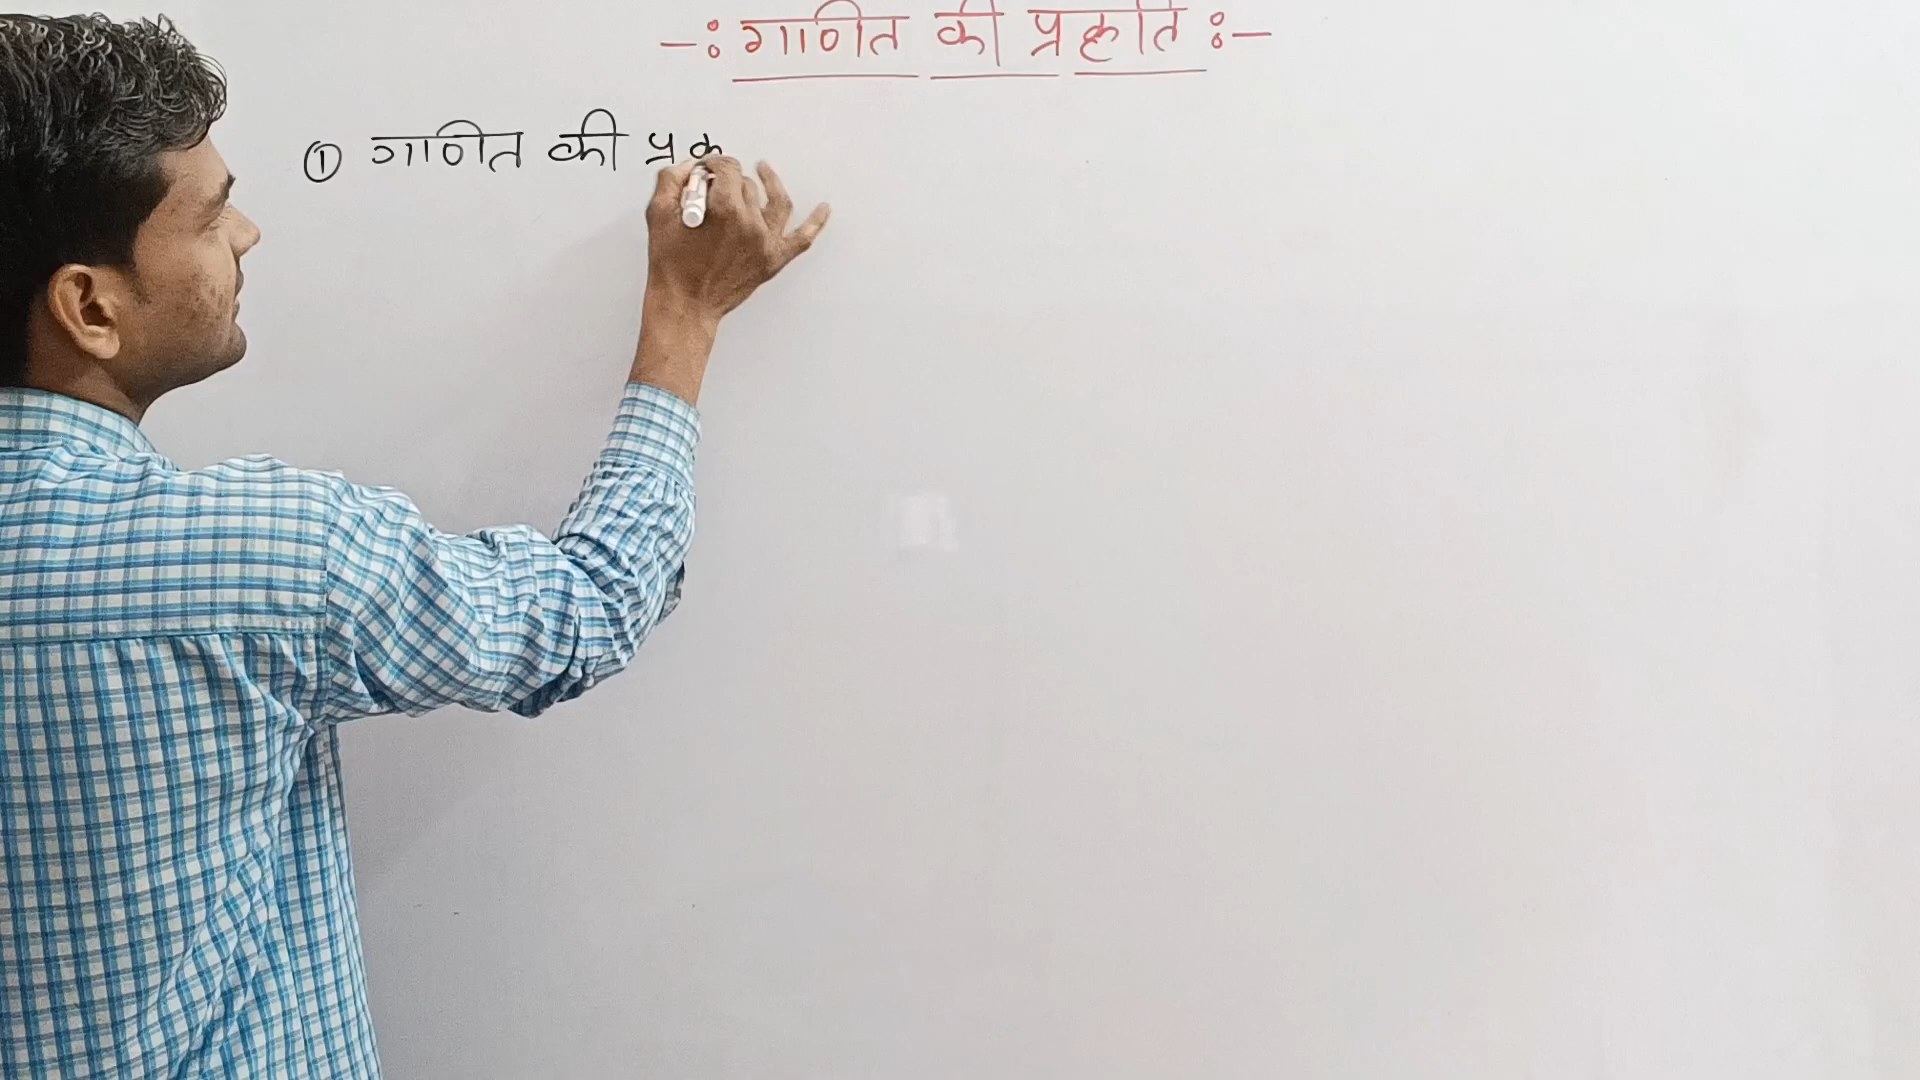 -: गणित की प्रकृति :-
① गणित की प्रक